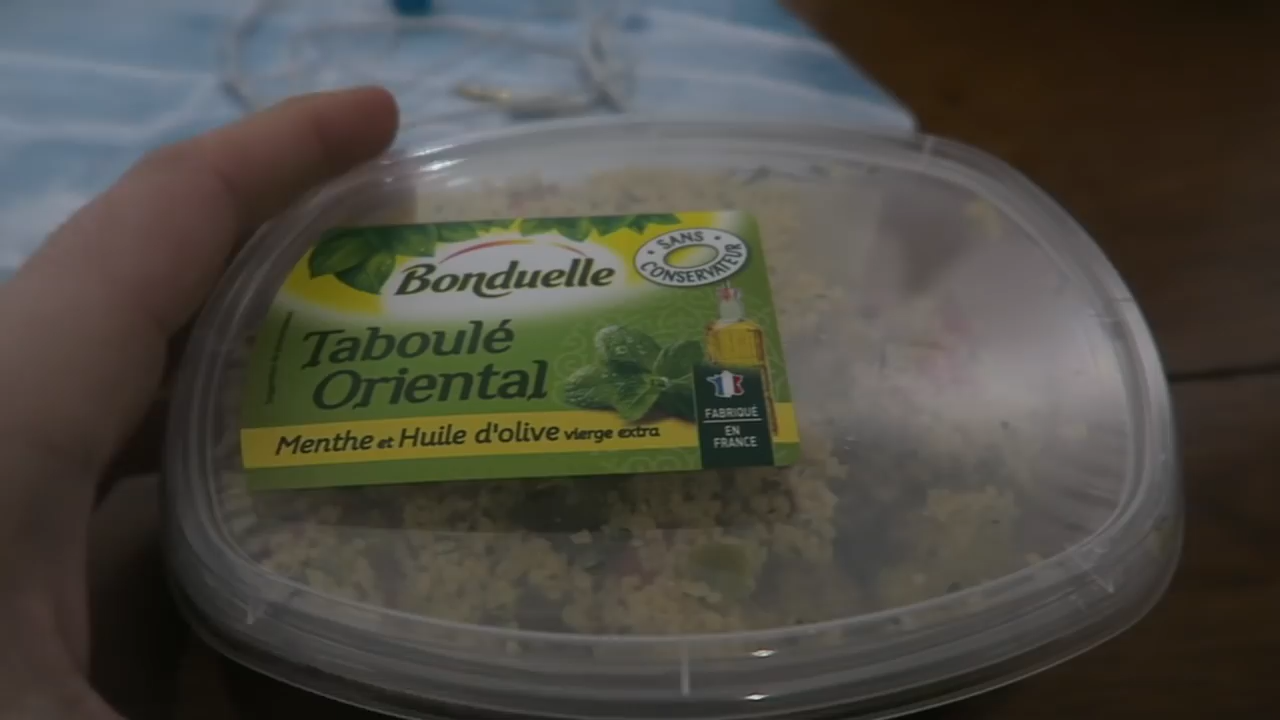 Bonduelle
SANS
CONSERVATEUR
Taboulé
Oriental
Menthe et Huile d'olive vierge extra
FABRIQUÉ
EN
FRANCE